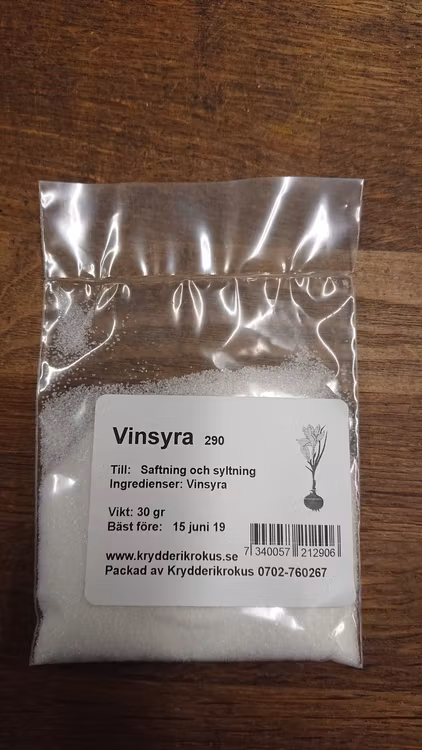 Vinsyra 290
Till: Saftning och syltning
Ingredienser: Vinsyra
Vikt: 30 gr
Bäst före: 15 juni 19
www.krydderikrokus.se
7 340057 212906
Packad av Krydderikrokus 0702-760267